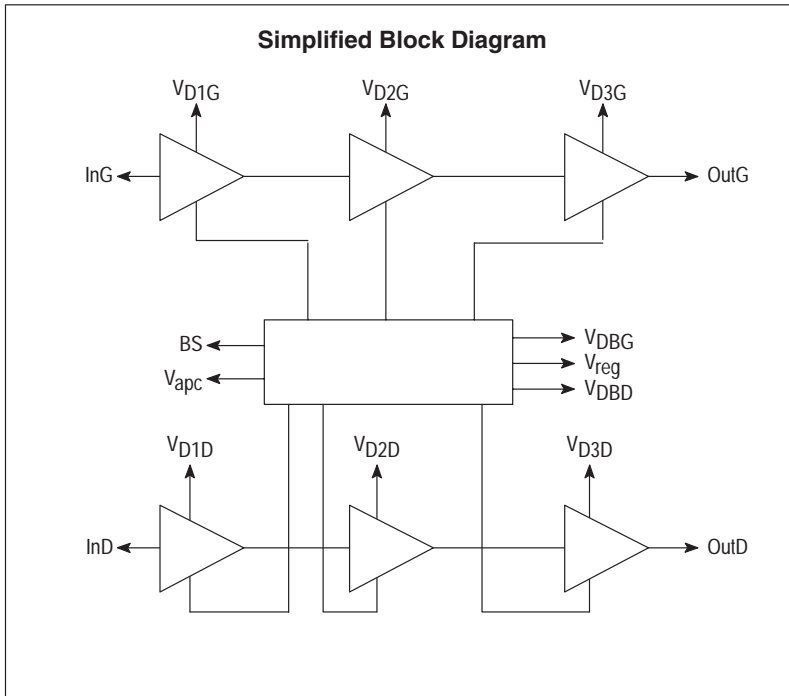 Simplified Block Diagram
VD1G VD2G VD3G
InG OutG
BS VDBG
Vreg
Vapc VDBD
VD1D VD2D VD3D
InD OutD